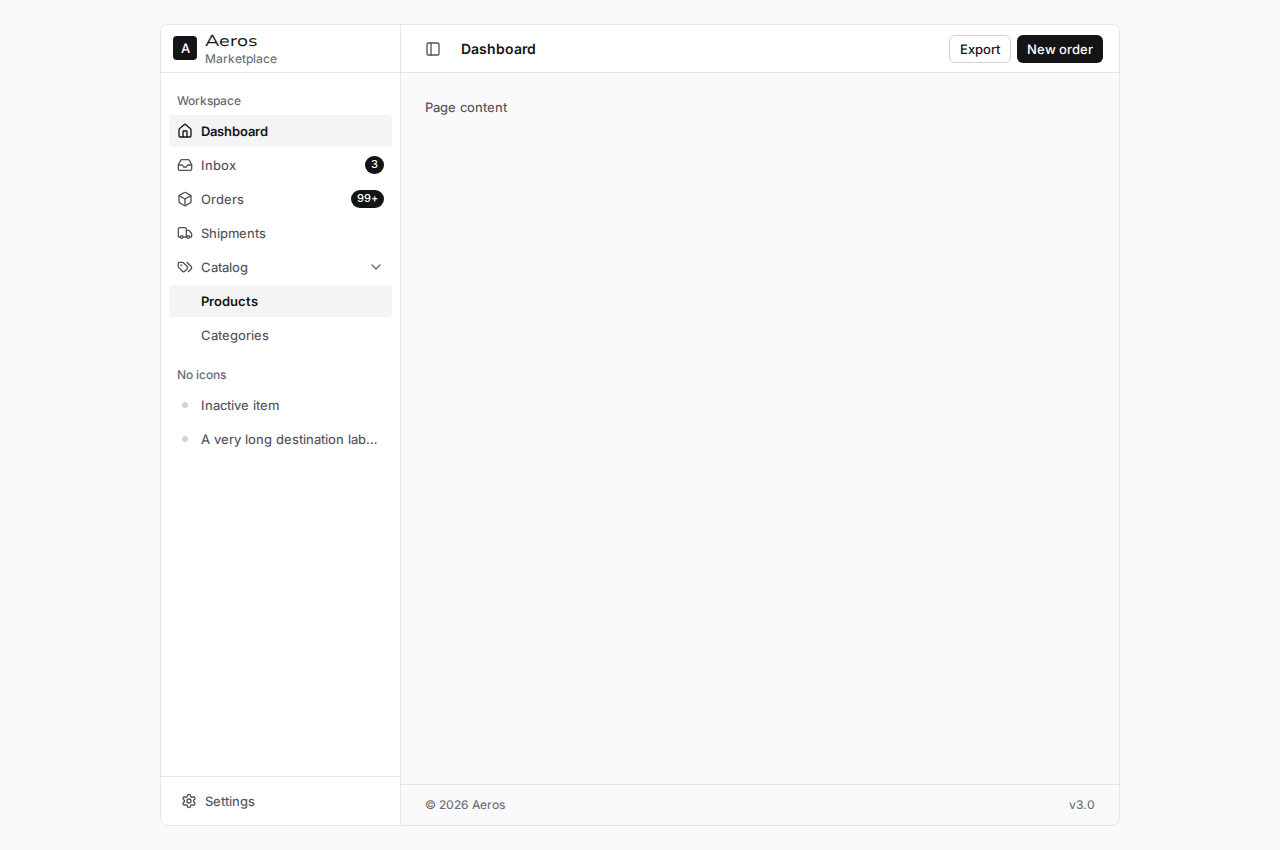 A
Aeros
Marketplace
Dashboard
Export
New order
Workspace
Dashboard
Inbox
3
Orders
99+
Shipments
Catalog
Products
Categories
No icons
Inactive item
A very long destination lab...
Page content
Settings
© 2026 Aeros
v3.0